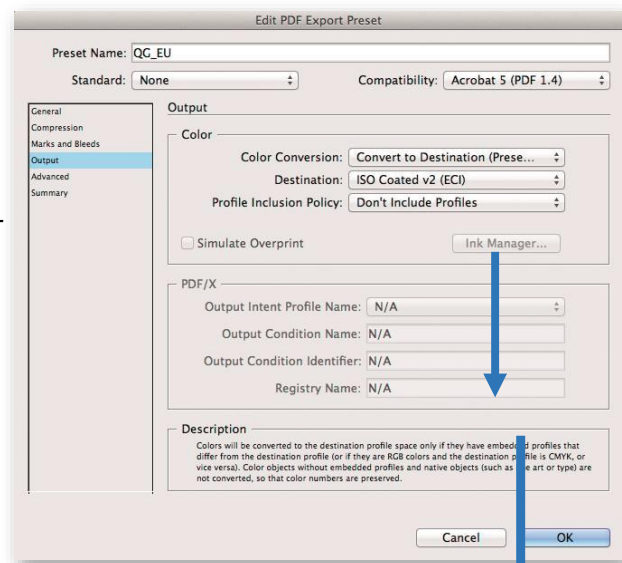 Edit PDF Export Preset
Preset Name: QG_EU
Standard: None
Compatibility: Acrobat 5 (PDF 1.4)
General
Compression
Marks and Bleeds
Output
Advanced
Summary
Output
Color
Color Conversion: Convert to Destination (Prese...
Destination: ISO Coated v2 (ECI)
Profile Inclusion Policy: Don't Include Profiles
Simulate Overprint
Ink Manager...
PDF/X
Output Intent Profile Name: N/A
Output Condition Name: N/A
Output Condition Identifier: N/A
Registry Name: N/A
Description
Colors will be converted to the destination profile space only if they have embedded profiles that
differ from the destination profile (or if they are RGB colors and the destination profile is CMYK, or
vice versa). Color objects without embedded profiles and native objects (such as art or type) are
not converted, so that color numbers are preserved.
Cancel
OK